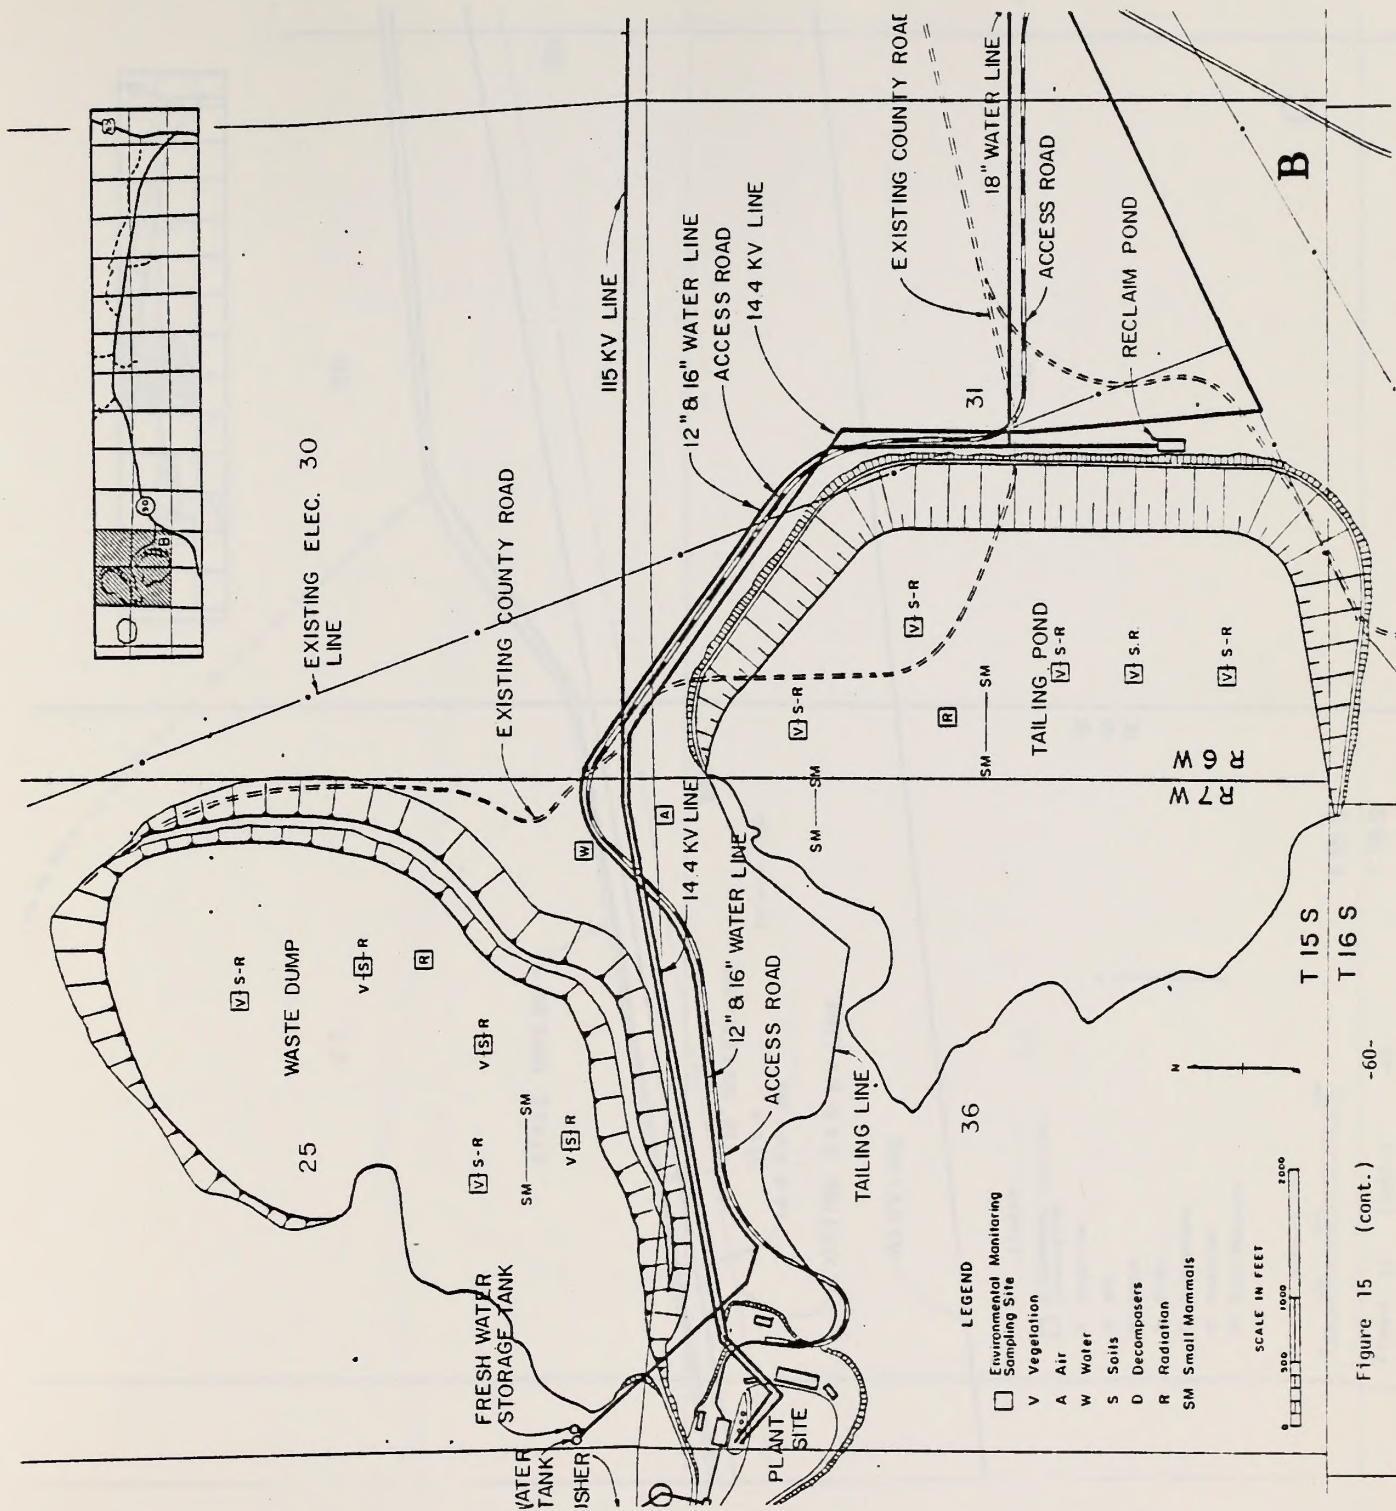 30
EXISTING ELEC.
LINE
EXISTING COUNTY ROAD
115 KV LINE
12" & 16" WATER LINE
ACCESS ROAD
14.4 KV LINE
EXISTING COUNTY ROAD
18" WATER LINE
ACCESS ROAD
31
RECLAIM POND
B
B
WASTE DUMP
25
V S-R
V-S-R
R
V-S-R
V S-R
SM SM
V-S-R
W
A
14.4 KV LINE
12" & 16" WATER LINE
ACCESS ROAD
TAILING LINE
36
FRESH WATER
STORAGE TANK
TANK
PLANT
SITE
V S-R
V S-R
R
SM SM
SM SM
TAILING POND
V S-R
V S.R.
V S-R
R 6 W
R 7 W
T 15 S
T 16 S
N
LEGEND
Environmental Monitoring
Sampling Site
V Vegetation
A Air
W Water
S Soils
D Decomposers
R Radiation
SM Small Mammals
SCALE IN FEET
0 500 1000 2000
Figure 15 (cont.)
-60-